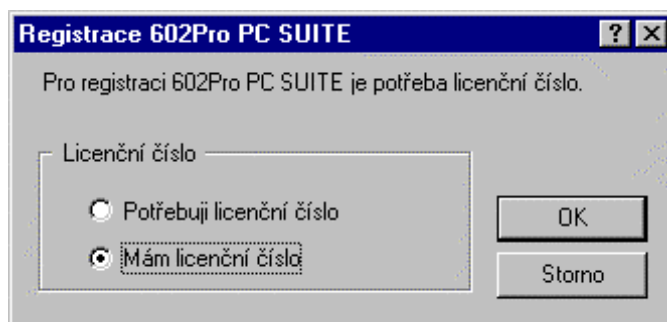 Registrace 602Pro PC SUITE
Pro registraci 602Pro PC SUITE je potřeba licenční číslo.
Licenční číslo
Potřebuji licenční číslo
Mám licenční číslo
OK
Storno